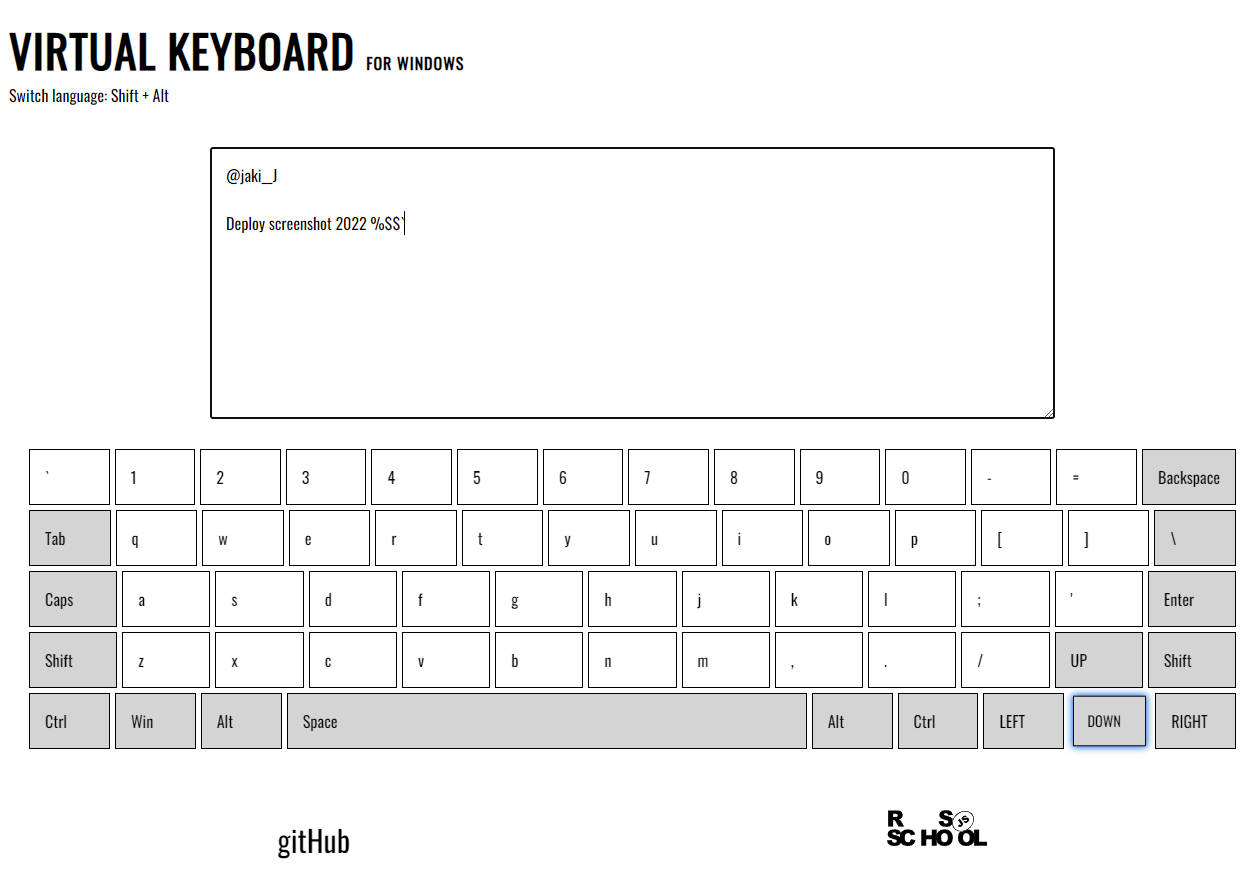 VIRTUAL KEYBOARD FOR WINDOWS
Switch language: Shift + Alt
@jaki__J
Deploy screenshot 2022 %SS`
` 1 2 3 4 5 6 7 8 9 0 - = Backspace
Tab q w e r t y u i o p [ ] \
Caps a s d f g h j k l ; ' Enter
Shift z x c v b n m , . / UP Shift
Ctrl Win Alt Space Alt Ctrl LEFT DOWN RIGHT
gitHub
R S JS
SCHOOL